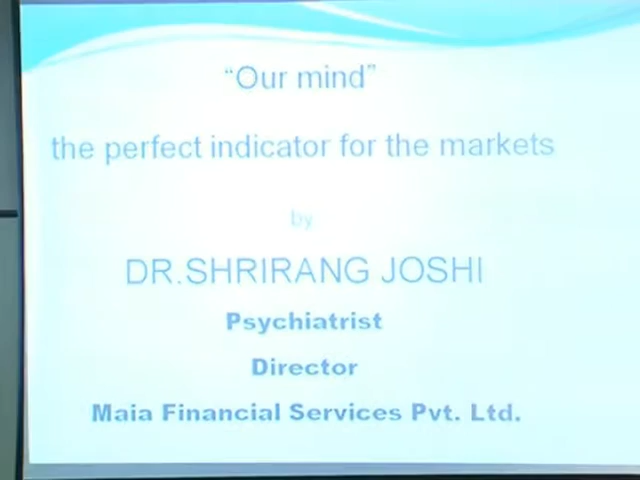 “Our mind”
the perfect indicator for the markets
by
DR.SHRIRANG JOSHI
Psychiatrist
Director
Maia Financial Services Pvt. Ltd.